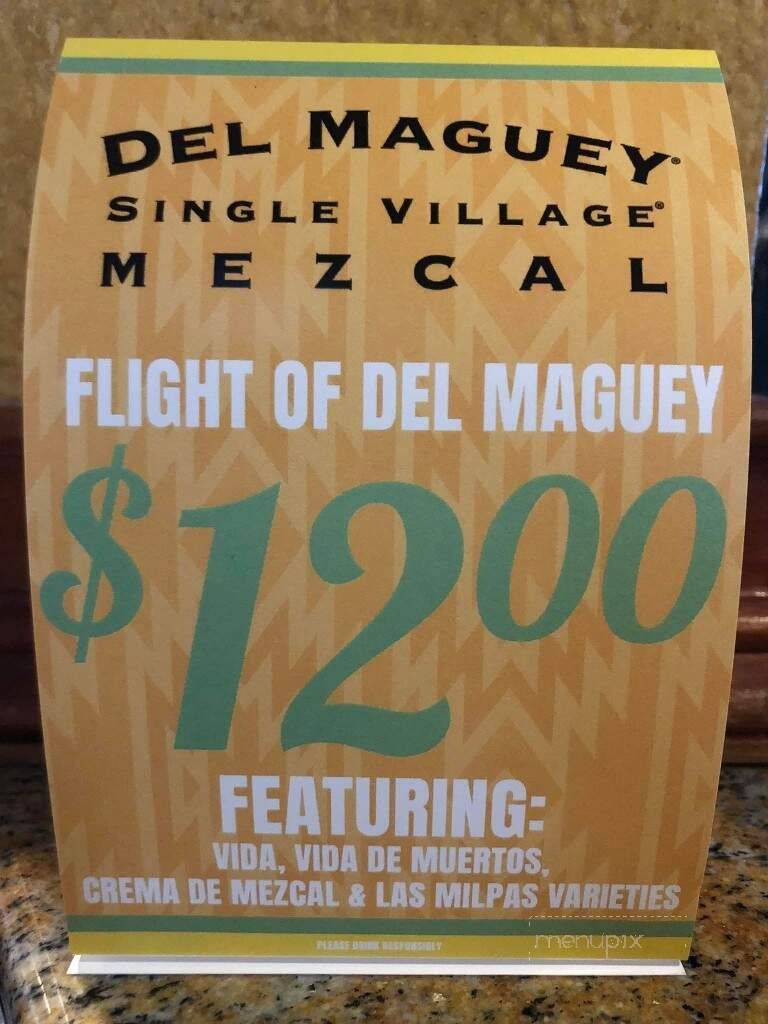 DEL MAGUEY®
SINGLE VILLAGE®
MEZCAL
FLIGHT OF DEL MAGUEY
$1200
FEATURING:
VIDA, VIDA DE MUERTOS,
CREMA DE MEZCAL & LAS MILPAS VARIETIES
PLEASE DRINK RESPONSIBLY
menupix